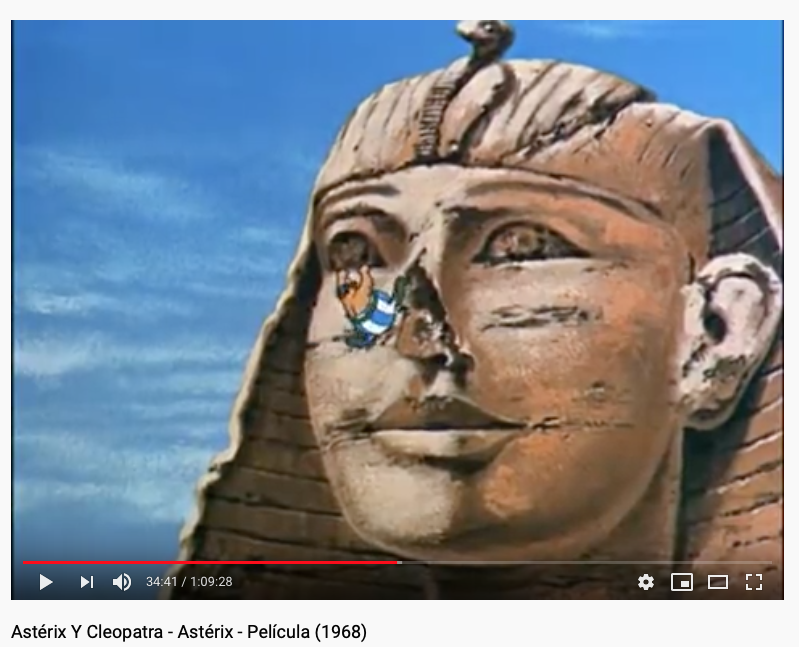 34:41 / 1:09:28
Astérix Y Cleopatra - Astérix - Película (1968)